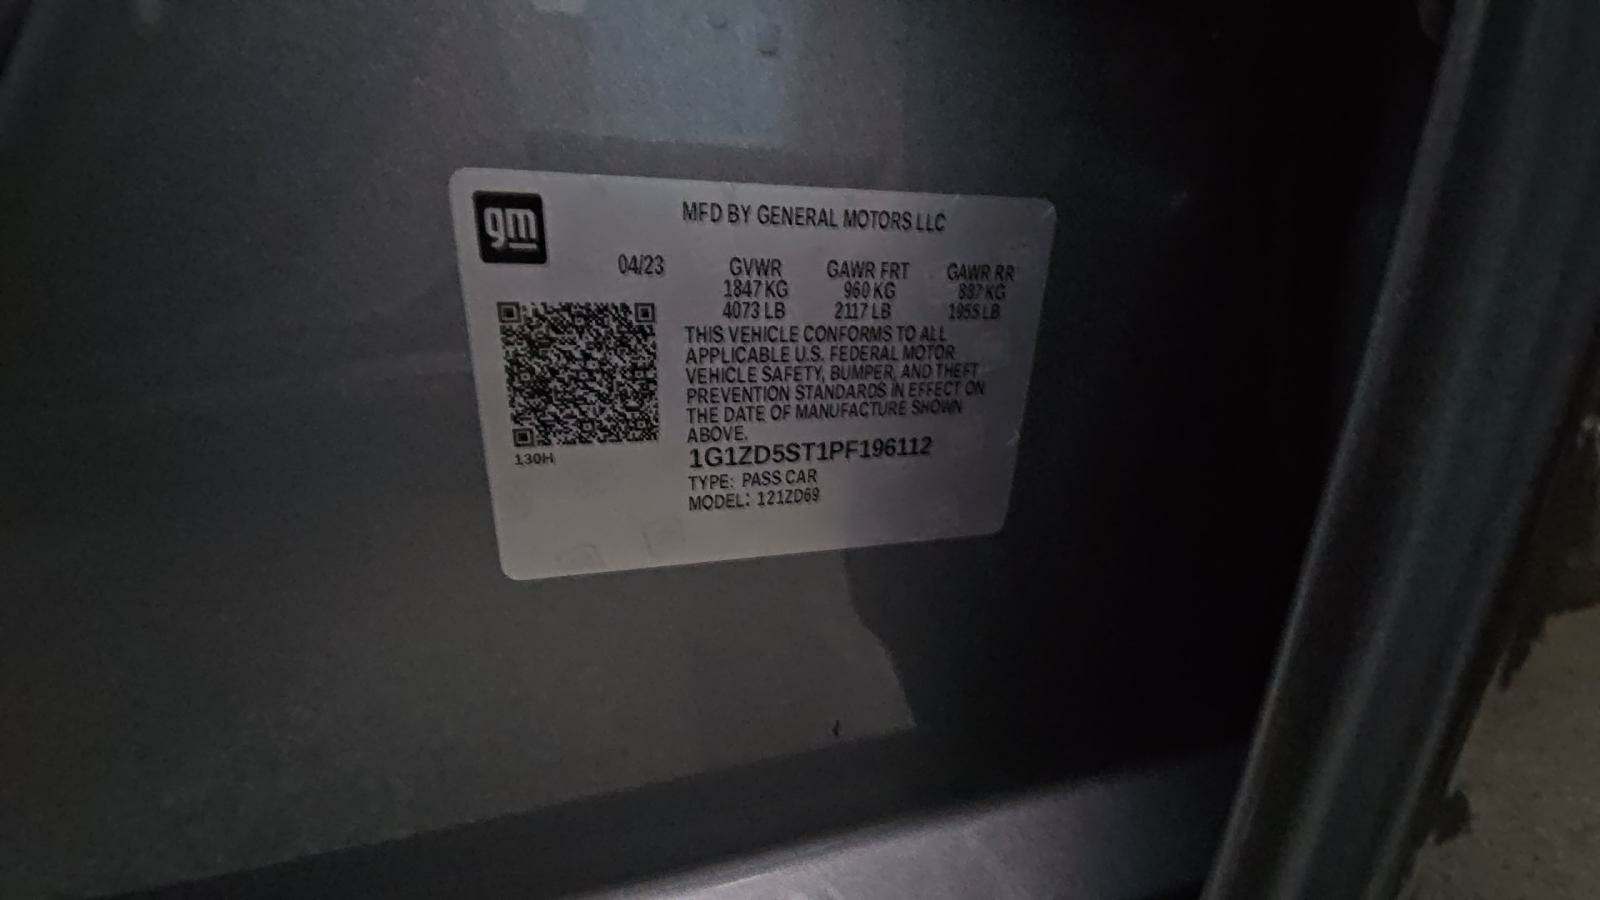 gm
MFD BY GENERAL MOTORS LLC
04/23 GVWR GAWR FRT GAWR RR
1847 KG 960 KG 887 KG
4073 LB 2117 LB 1955 LB
THIS VEHICLE CONFORMS TO ALL
APPLICABLE U.S. FEDERAL MOTOR
VEHICLE SAFETY, BUMPER, AND THEFT
PREVENTION STANDARDS IN EFFECT ON
THE DATE OF MANUFACTURE SHOWN
ABOVE.
130H
1G1ZD5ST1PF196112
TYPE: PASS CAR
MODEL: 121ZD69